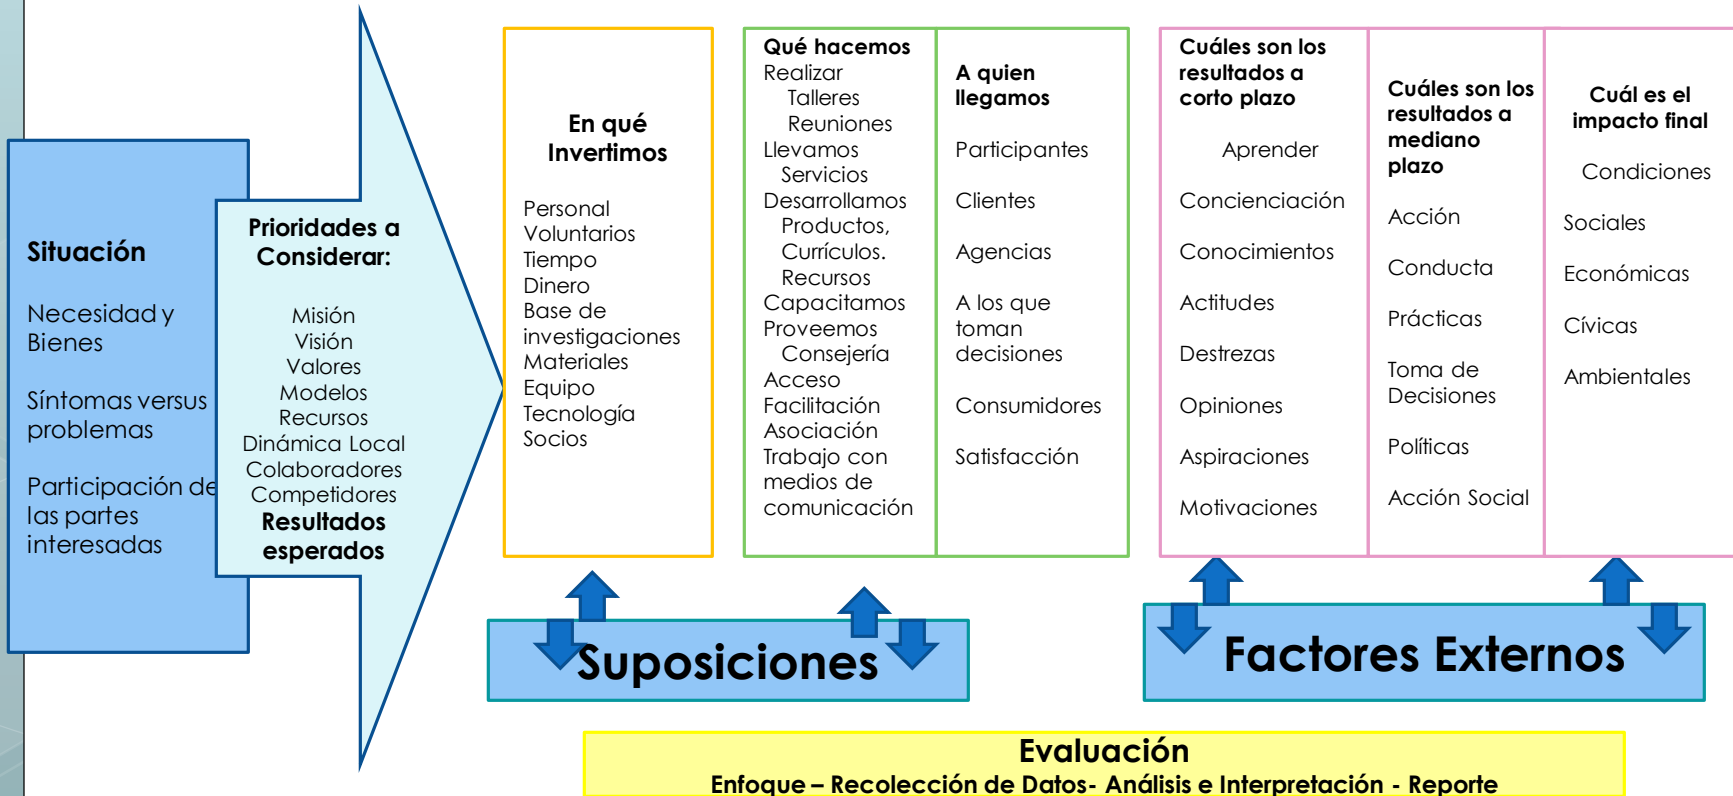 Situación
Necesidad y
Bienes
Síntomas versus
problemas
Participación de
las partes
interesadas
Prioridades a
Considerar:
Misión
Visión
Valores
Modelos
Recursos
Dinámica Local
Colaboradores
Competidores
Resultados
esperados
En qué
Invertimos
Personal
Voluntarios
Tiempo
Dinero
Base de
investigaciones
Materiales
Equipo
Tecnología
Socios
Qué hacemos
Realizar
Talleres
Reuniones
Llevamos
Servicios
Desarrollamos
Productos,
Currículos.
Recursos
Capacitamos
Proveemos
Consejería
Acceso
Facilitación
Asociación
Trabajo con
medios de
comunicación
A quien
llegamos
Participantes
Clientes
Agencias
A los que
toman
decisiones
Consumidores
Satisfacción
Cuáles son los
resultados a
corto plazo
Aprender
Concienciación
Conocimientos
Actitudes
Destrezas
Opiniones
Aspiraciones
Motivaciones
Cuáles son los
resultados a
mediano
plazo
Acción
Conducta
Prácticas
Toma de
Decisiones
Políticas
Acción Social
Cuál es el
impacto final
Condiciones
Sociales
Económicas
Cívicas
Ambientales
Suposiciones
Factores Externos
Evaluación
Enfoque – Recolección de Datos- Análisis e Interpretación - Reporte